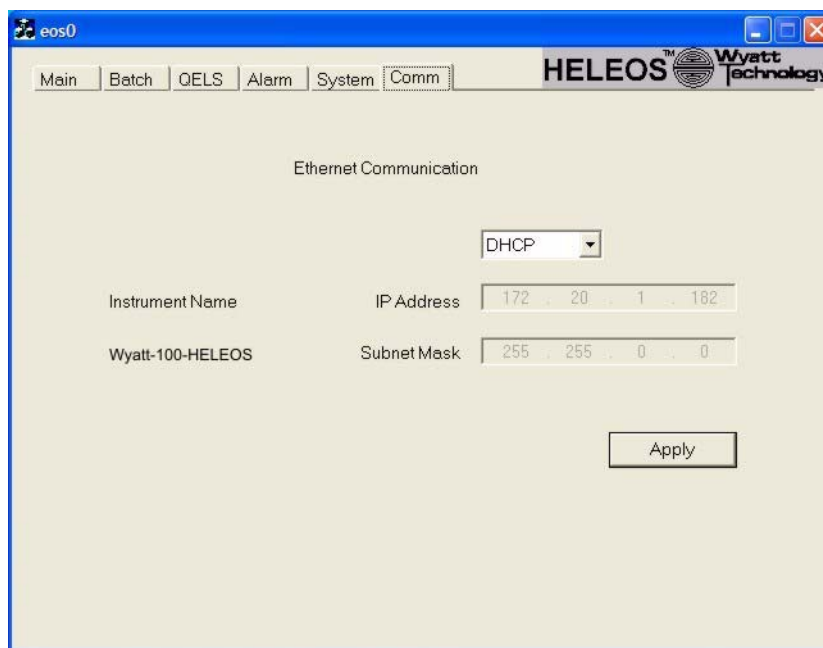 eos0
Main Batch QELS Alarm System Comm
HELEOS™ Wyatt Technology
Ethernet Communication
DHCP
Instrument Name IP Address 172 . 20 . 1 . 182
Wyatt-100-HELEOS Subnet Mask 255 . 255 . 0 . 0
Apply